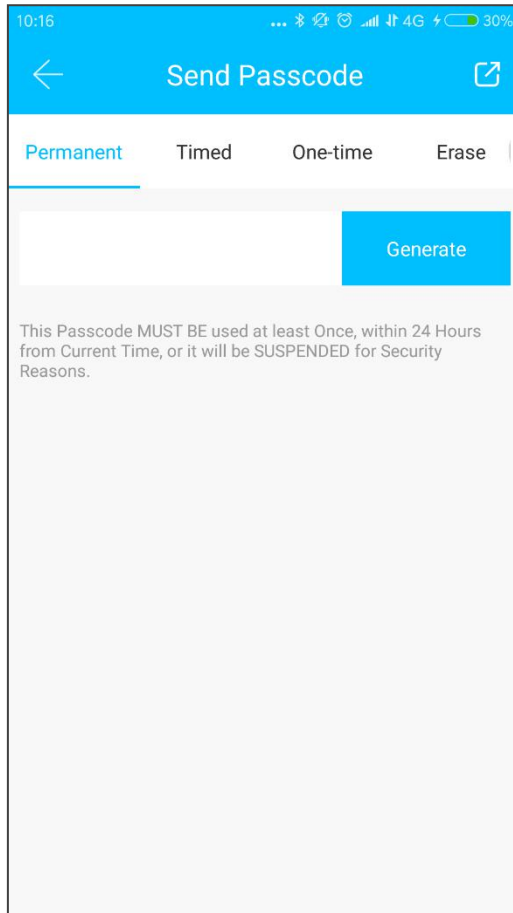 10:16 ... 4G 30%
Send Passcode
Permanent Timed One-time Erase
Generate
This Passcode MUST BE used at least Once, within 24 Hours
from Current Time, or it will be SUSPENDED for Security
Reasons.